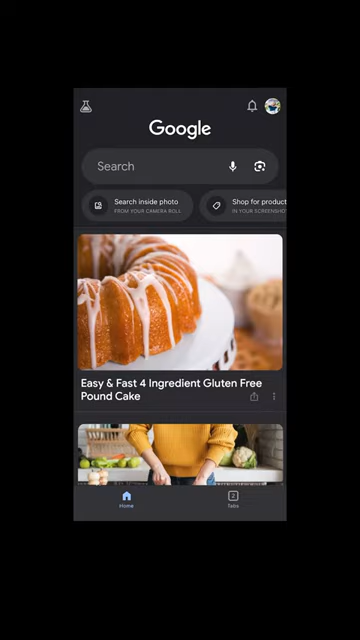 Google
Search
Search inside photo
FROM YOUR CAMERA ROLL
Shop for product
IN YOUR SCREENSHO
Easy & Fast 4 Ingredient Gluten Free
Pound Cake
Home
2
Tabs